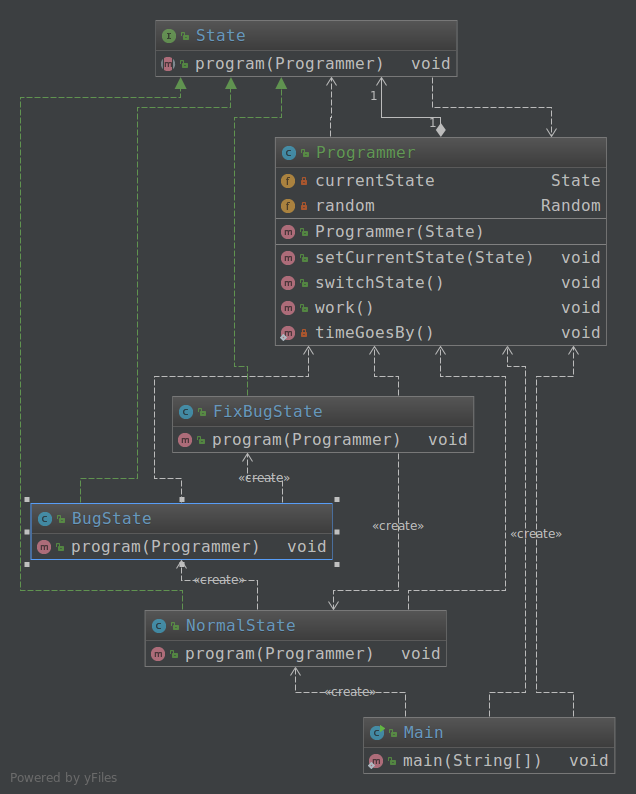 State
program(Programmer) void
1
1
Programmer
currentState State
random Random
Programmer(State)
setCurrentState(State) void
switchState() void
work() void
timeGoesBy() void
FixBugState
program(Programmer) void
«create»
BugState
«create»
«create»
program(Programmer) void
«create»
NormalState
program(Programmer) void
«create»
Main
main(String[]) void
Powered by yFiles